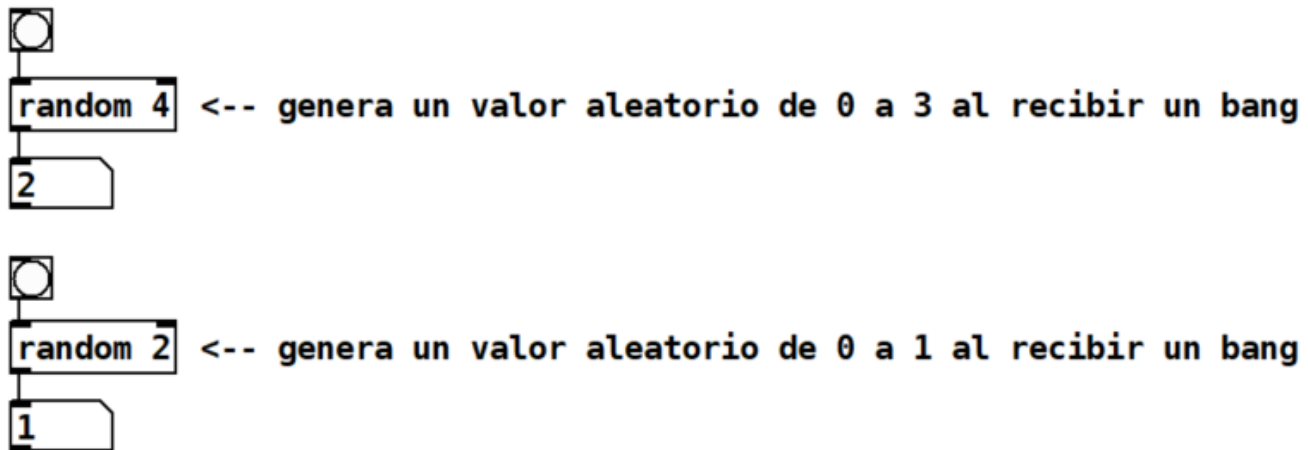 random 4 <-- genera un valor aleatorio de 0 a 3 al recibir un bang
2
random 2 <-- genera un valor aleatorio de 0 a 1 al recibir un bang
1